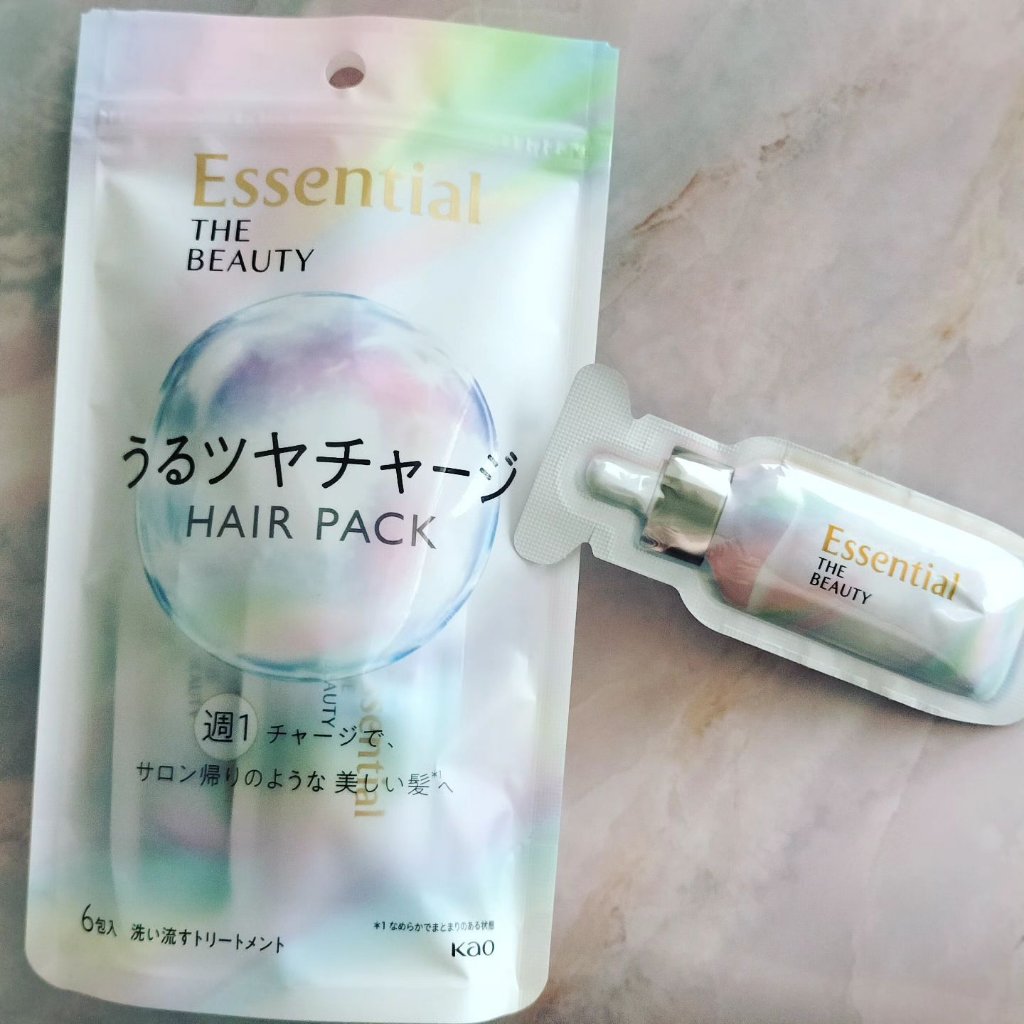 Essential
THE
BEAUTY
うるツヤチャージ
HAIR PACK
週1 チャージで、
サロン帰りのような 美しい髪*1へ
6包入 洗い流すトリートメント
*1 なめらかでまとまりのある状態
Kao
Essential
THE
BEAUTY